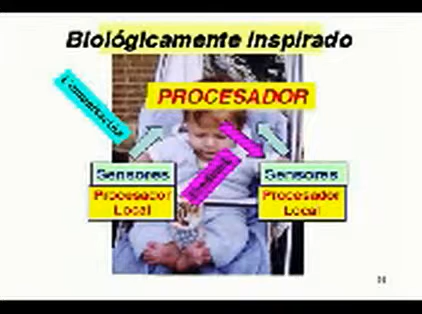 Biológicamente Inspirado
PROCESADOR
Sensores
Procesador
Local
Sensores
Procesador
Local